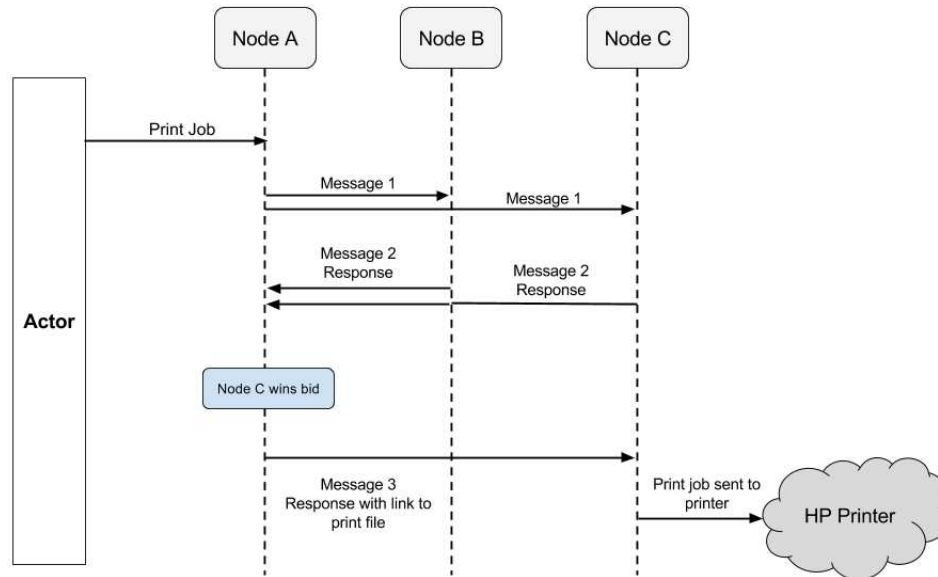 Node A
Node B
Node C
Print Job
Message 1
Message 1
Message 2
Response
Message 2
Response
Actor
Node C wins bid
Message 3
Response with link to
print file
Print job sent to
printer
HP Printer